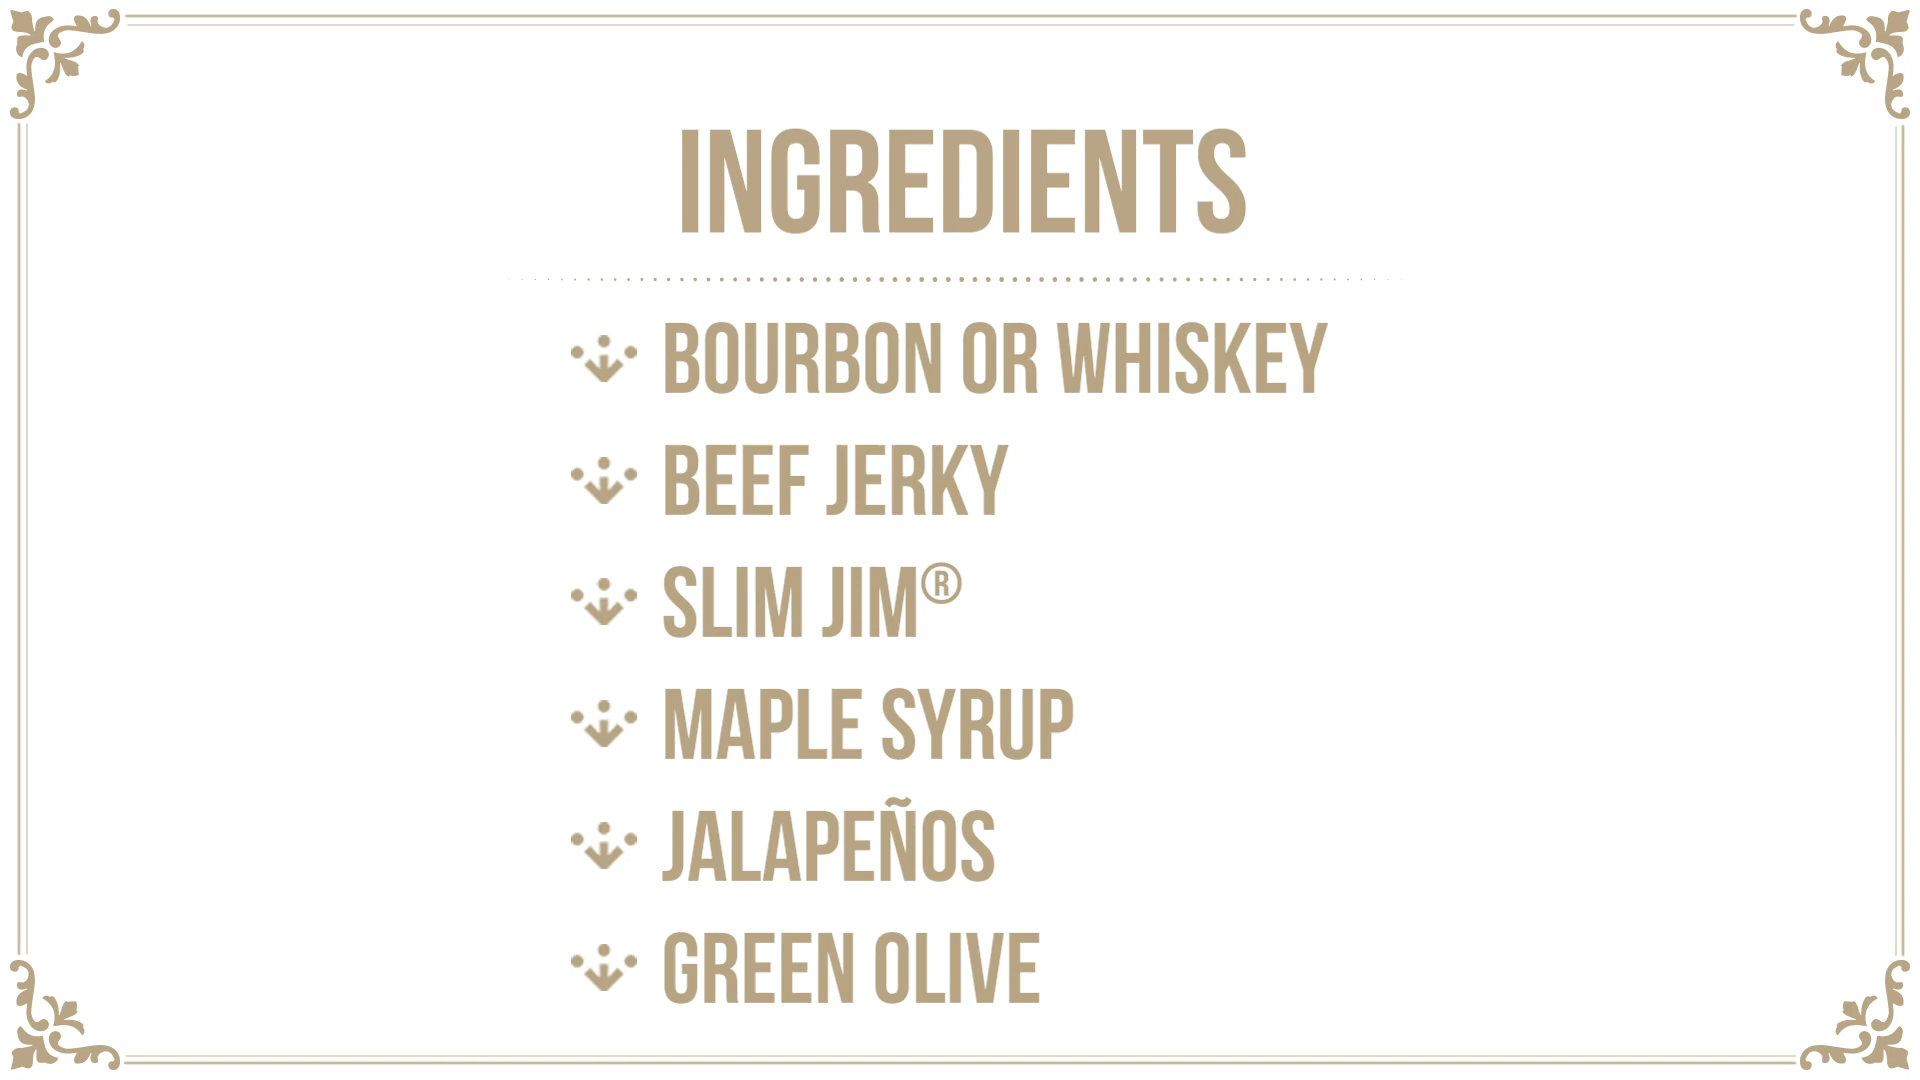 INGREDIENTS
BOURBON OR WHISKEY
BEEF JERKY
SLIM JIM®
MAPLE SYRUP
JALAPEÑOS
GREEN OLIVE